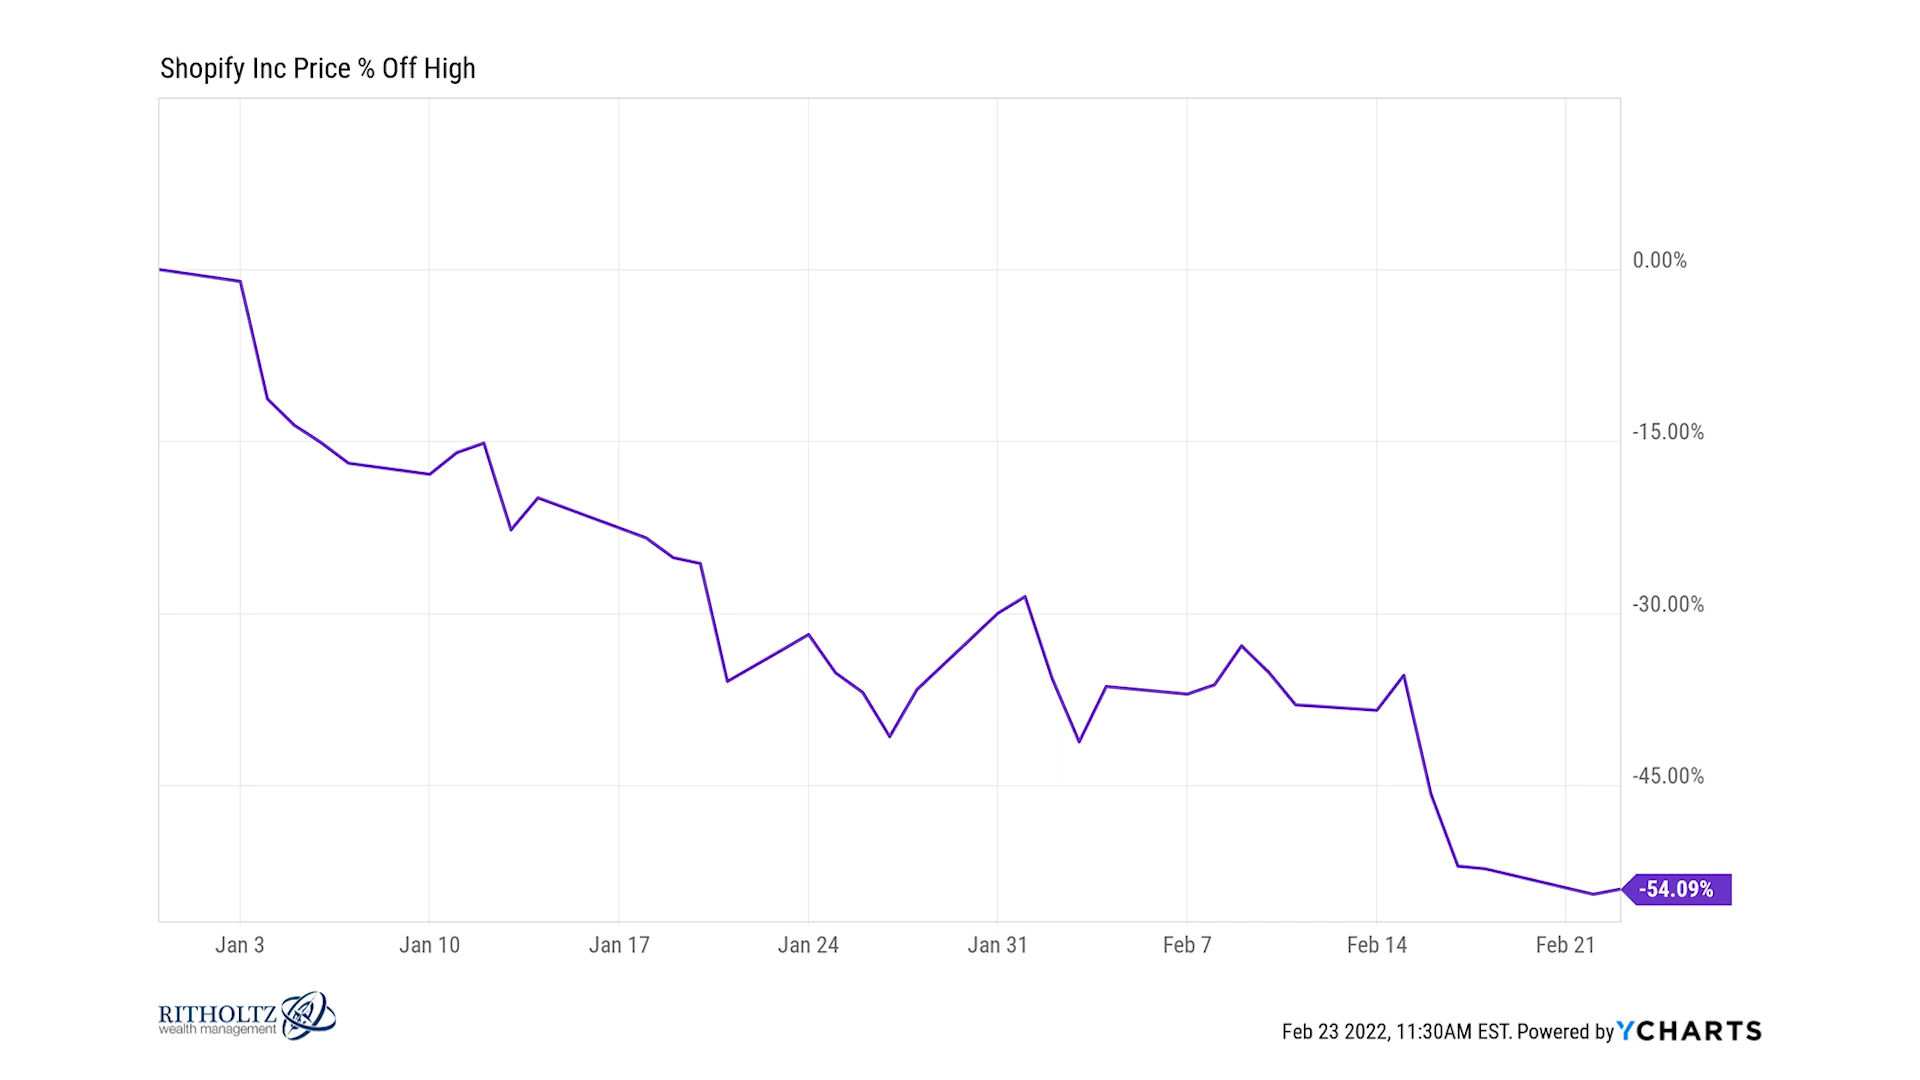 Shopify Inc Price % Off High
0.00%
-15.00%
-30.00%
-45.00%
-54.09%
Jan 3 Jan 10 Jan 17 Jan 24 Jan 31 Feb 7 Feb 14 Feb 21
RITHOLTZ
wealth management
Feb 23 2022, 11:30AM EST. Powered by YCHARTS